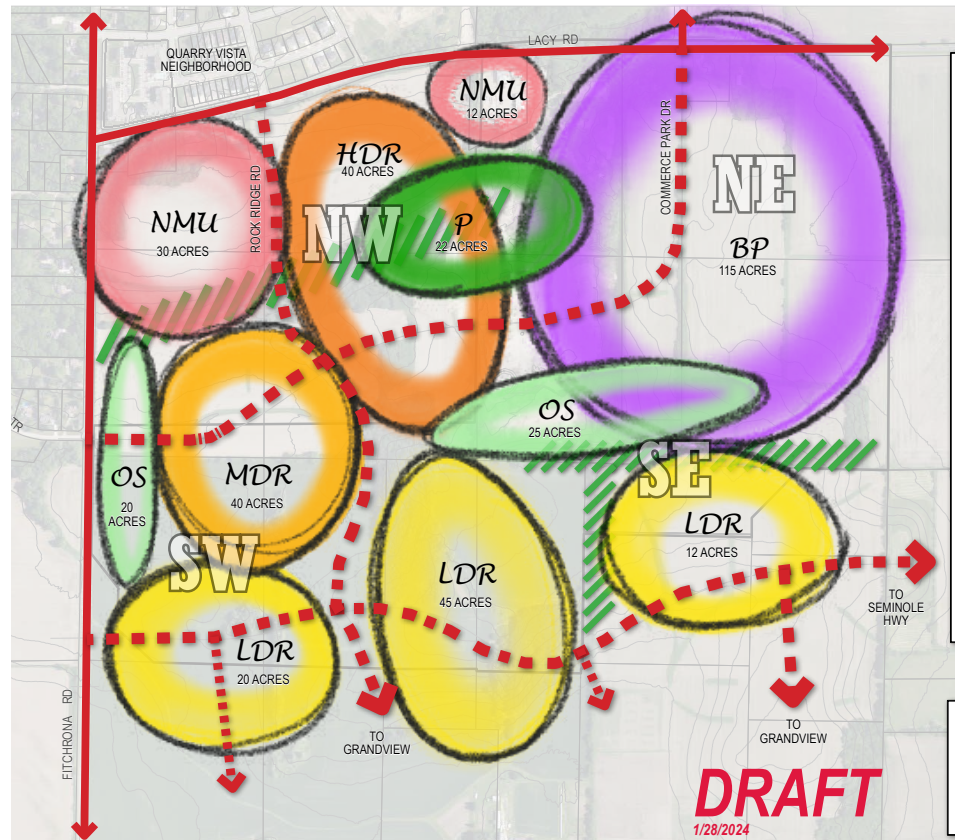 LACY RD
QUARRY VISTA
NEIGHBORHOOD
NMU
12 ACRES
HDR
40 ACRES
ROCK RIDGE RD
COMMERCE PARK DR
NE
NMU
30 ACRES
NW
P
22 ACRES
BP
115 ACRES
OS
25 ACRES
TR
OS
20
ACRES
MDR
40 ACRES
SE
LDR
12 ACRES
SW
LDR
45 ACRES
TO
SEMINOLE
HWY
LDR
20 ACRES
FITCHRONA RD
TO
GRANDVIEW
TO
GRANDVIEW
DRAFT
1/28/2024